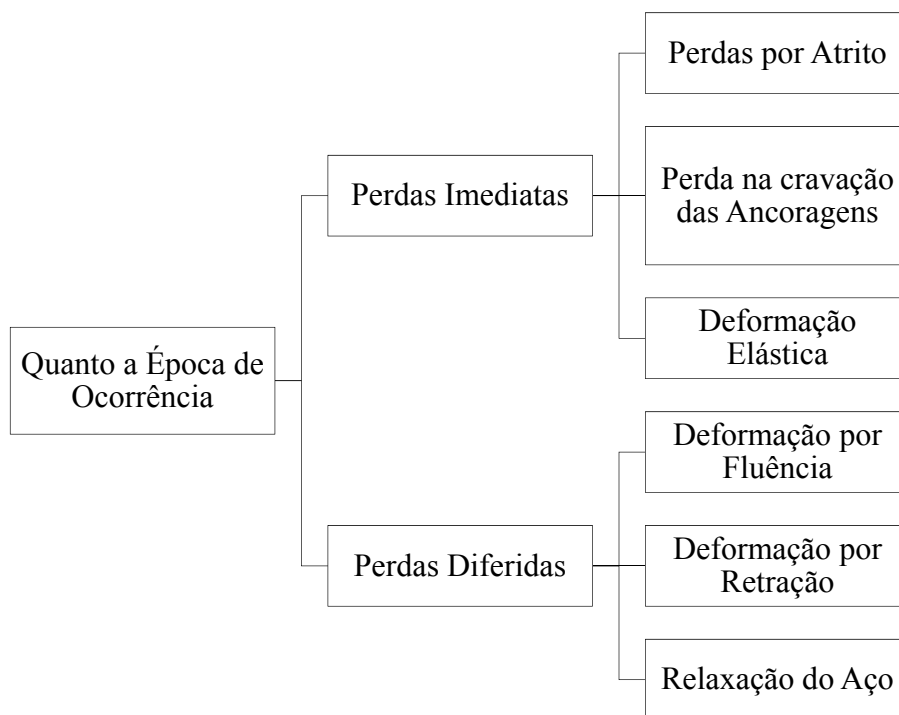 Quanto a Época de
Ocorrência
Perdas Imediatas
Perdas por Atrito
Perda na cravação
das Ancoragens
Deformação
Elástica
Perdas Diferidas
Deformação por
Fluência
Deformação por
Retração
Relaxação do Aço